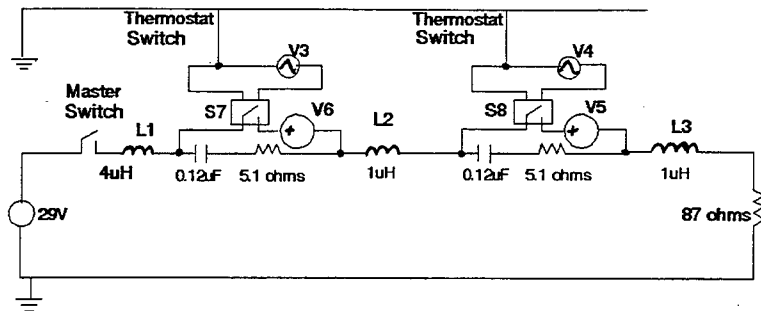 Thermostat
Switch
Thermostat
Switch
V3
V4
Master
Switch
S7
V6
S8
V5
L1
L2
L3
+
+
4uH
0.12uF
5.1 ohms
1uH
0.12uF
5.1 ohms
1uH
29V
87 ohms